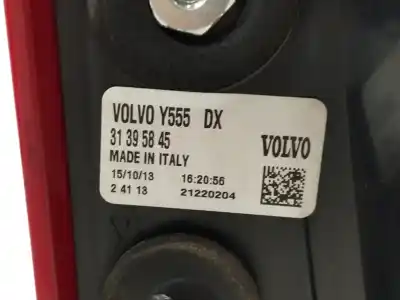 VOLVO Y555 DX
31 39 58 45
MADE IN ITALY
VOLVO
15/10/13 16:20:56
2 41 13 21220204